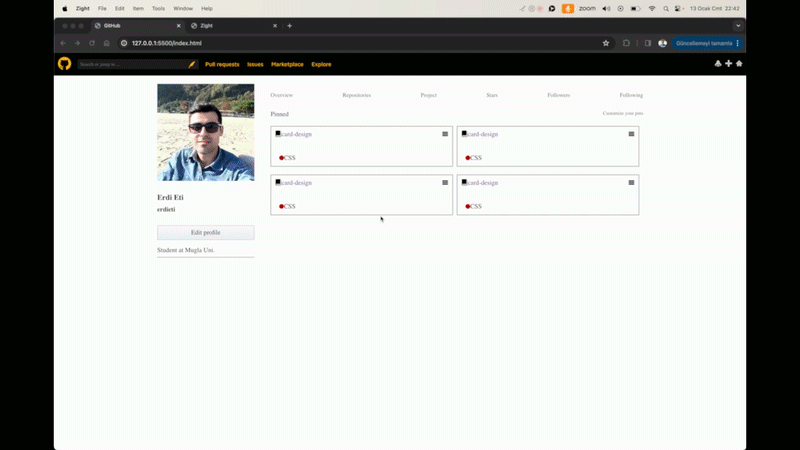 Zight File Edit Item Tools Window Help zoom 13 Ocak Cmt 22:42
GitHub Zight
127.0.0.1:5500/index.html Güncellemeyi tamamla
Search or jump to ... Pull requests Issues Marketplace Explore
Overview Repositories Project Stars Followers Following
Pinned Customize your pins
card-design card-design
CSS CSS
card-design card-design
CSS CSS
Erdi Eti
erdieti
Edit profile
Student at Mugla Uni.